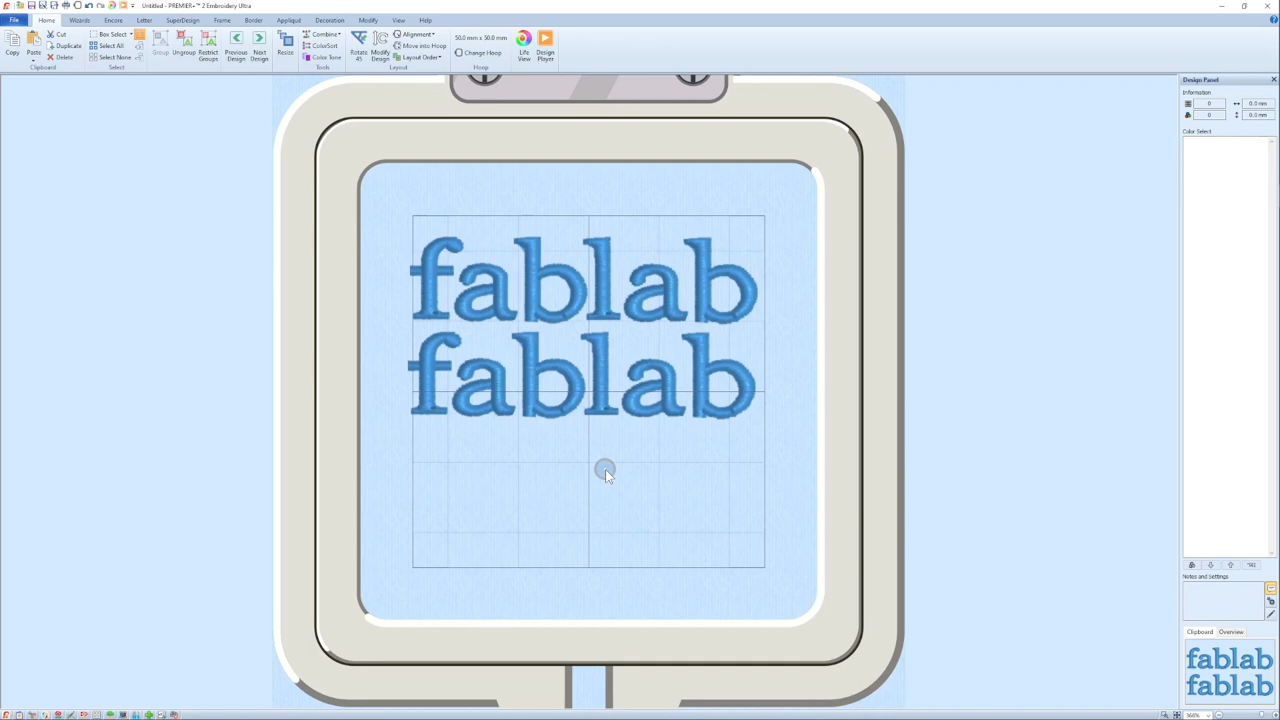 Untitled - PREMIER+™ 2 Embroidery Ultra
File Home Wizards Encore Letter SuperDesign Frame Border Appliqué Decoration Modify View Help
Copy Paste Cut Duplicate Delete Clipboard
Box Select Select All Select None Select
Group Ungroup Restrict Groups Previous Design Next Design Resize
Combine ColorSort Color Tone Tools
Rotate 45 Modify Design Alignment Move into Hoop Layout Order Layout
50.0 mm x 50.0 mm Change Hoop Hoop
Life View Design Player
Design Panel
Information
0 0.0 mm
0 0.0 mm
Color Select
fablab
fablab
Notes and Settings
Clipboard Overview
fablab
fablab
366%